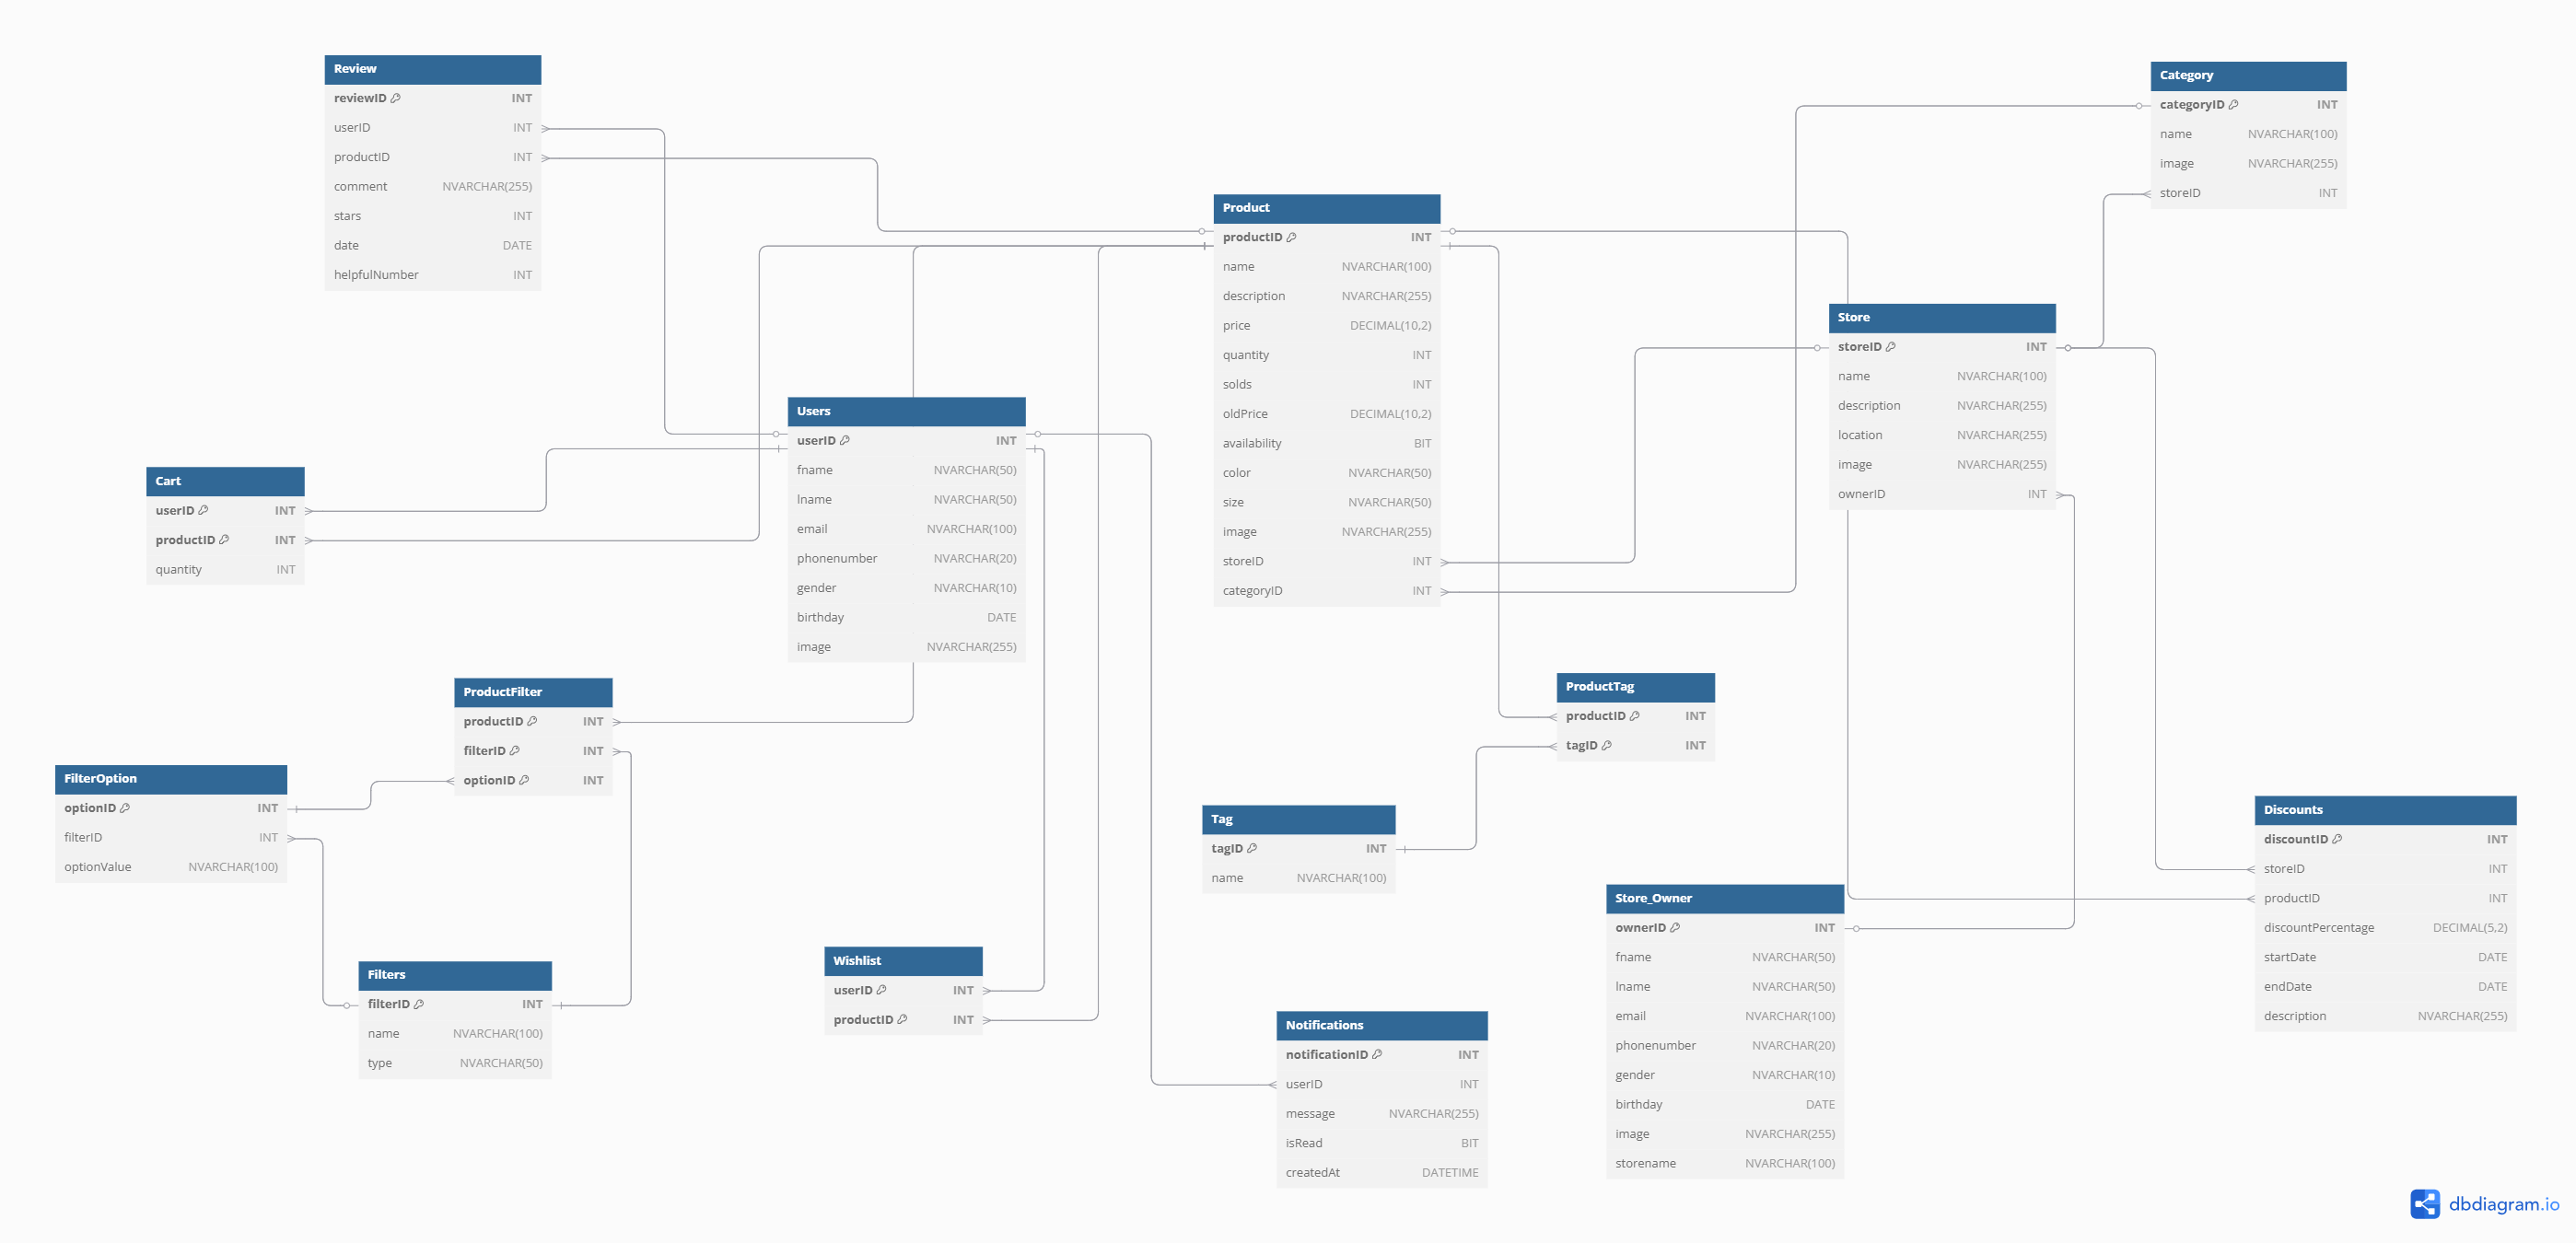 Review
reviewID INT
userID INT
productID INT
comment NVARCHAR(255)
stars INT
date DATE
helpfulNumber INT
Category
categoryID INT
name NVARCHAR(100)
image NVARCHAR(255)
storeID INT
Product
productID INT
name NVARCHAR(100)
description NVARCHAR(255)
price DECIMAL(10,2)
quantity INT
solds INT
oldPrice DECIMAL(10,2)
availability BIT
color NVARCHAR(50)
size NVARCHAR(50)
image NVARCHAR(255)
storeID INT
categoryID INT
Store
storeID INT
name NVARCHAR(100)
description NVARCHAR(255)
location NVARCHAR(255)
image NVARCHAR(255)
ownerID INT
Users
userID INT
fname NVARCHAR(50)
lname NVARCHAR(50)
email NVARCHAR(100)
phonenumber NVARCHAR(20)
gender NVARCHAR(10)
birthday DATE
image NVARCHAR(255)
Cart
userID INT
productID INT
quantity INT
ProductFilter
productID INT
filterID INT
optionID INT
ProductTag
productID INT
tagID INT
FilterOption
optionID INT
filterID INT
optionValue NVARCHAR(100)
Tag
tagID INT
name NVARCHAR(100)
Discounts
discountID INT
storeID INT
productID INT
discountPercentage DECIMAL(5,2)
startDate DATE
endDate DATE
description NVARCHAR(255)
Store_Owner
ownerID INT
fname NVARCHAR(50)
lname NVARCHAR(50)
email NVARCHAR(100)
phonenumber NVARCHAR(20)
gender NVARCHAR(10)
birthday DATE
image NVARCHAR(255)
storename NVARCHAR(100)
Filters
filterID INT
name NVARCHAR(100)
type NVARCHAR(50)
Wishlist
userID INT
productID INT
Notifications
notificationID INT
userID INT
message NVARCHAR(255)
isRead BIT
createdAt DATETIME
dbdiagram.io